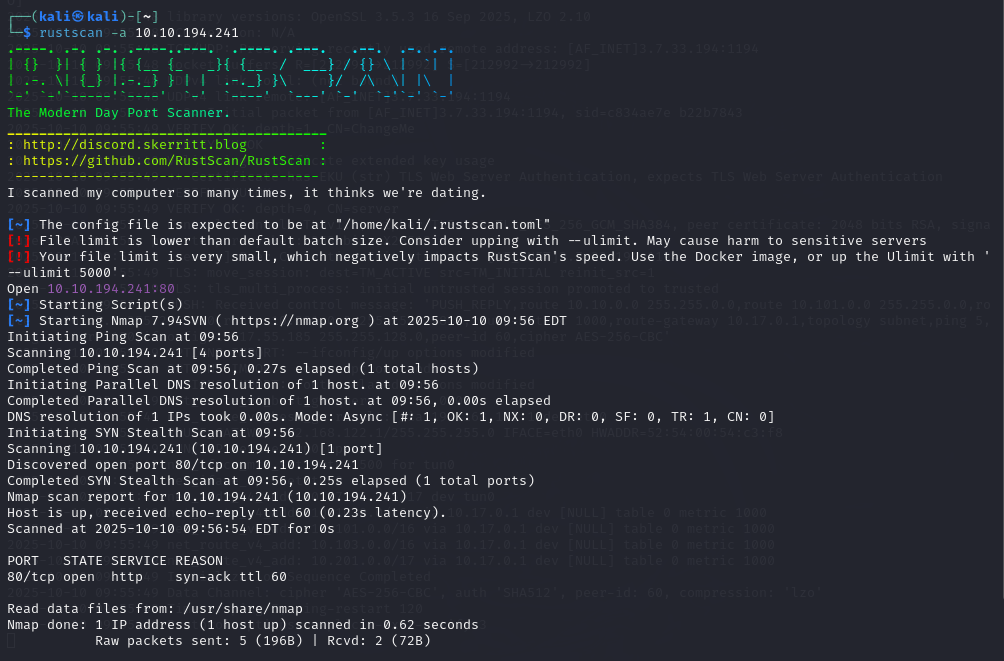 ┌──(kali㉿kali)-[~]
└─$ rustscan -a 10.10.194.241
.----. .-. .-. .----..---.  .----. .---.   .--.  .-. .-.
| {}  }| { } |{ {__ {_   _}{ {__  /  ___} / {} \ |  `| |
| .-. \| {_} |.-._} } | |  .-._} }\     }/  /\  \| |\  |
`-' `-'`-----'`----'  `-'  `----'  `---' `-'  `-'`-' `-'
The Modern Day Port Scanner.
________________________________________
: http://discord.skerritt.blog         :
: https://github.com/RustScan/RustScan :
 --------------------------------------
I scanned my computer so many times, it thinks we're dating.
[~] The config file is expected to be at "/home/kali/.rustscan.toml"
[!] File limit is lower than default batch size. Consider upping with --ulimit. May cause harm to sensitive servers
[!] Your file limit is very small, which negatively impacts RustScan's speed. Use the Docker image, or up the Ulimit with '
--ulimit 5000'.
Open 10.10.194.241:80
[~] Starting Script(s)
[~] Starting Nmap 7.94SVN ( https://nmap.org ) at 2025-10-10 09:56 EDT
Initiating Ping Scan at 09:56
Scanning 10.10.194.241 [4 ports]
Completed Ping Scan at 09:56, 0.27s elapsed (1 total hosts)
Initiating Parallel DNS resolution of 1 host. at 09:56
Completed Parallel DNS resolution of 1 host. at 09:56, 0.00s elapsed
DNS resolution of 1 IPs took 0.00s. Mode: Async [#: 1, OK: 1, NX: 0, DR: 0, SF: 0, TR: 1, CN: 0]
Initiating SYN Stealth Scan at 09:56
Scanning 10.10.194.241 (10.10.194.241) [1 port]
Discovered open port 80/tcp on 10.10.194.241
Completed SYN Stealth Scan at 09:56, 0.25s elapsed (1 total ports)
Nmap scan report for 10.10.194.241 (10.10.194.241)
Host is up, received echo-reply ttl 60 (0.23s latency).
Scanned at 2025-10-10 09:56:54 EDT for 0s
PORT   STATE SERVICE REASON
80/tcp open  http    syn-ack ttl 60
Read data files from: /usr/share/nmap
Nmap done: 1 IP address (1 host up) scanned in 0.62 seconds
           Raw packets sent: 5 (196B) | Rcvd: 2 (72B)